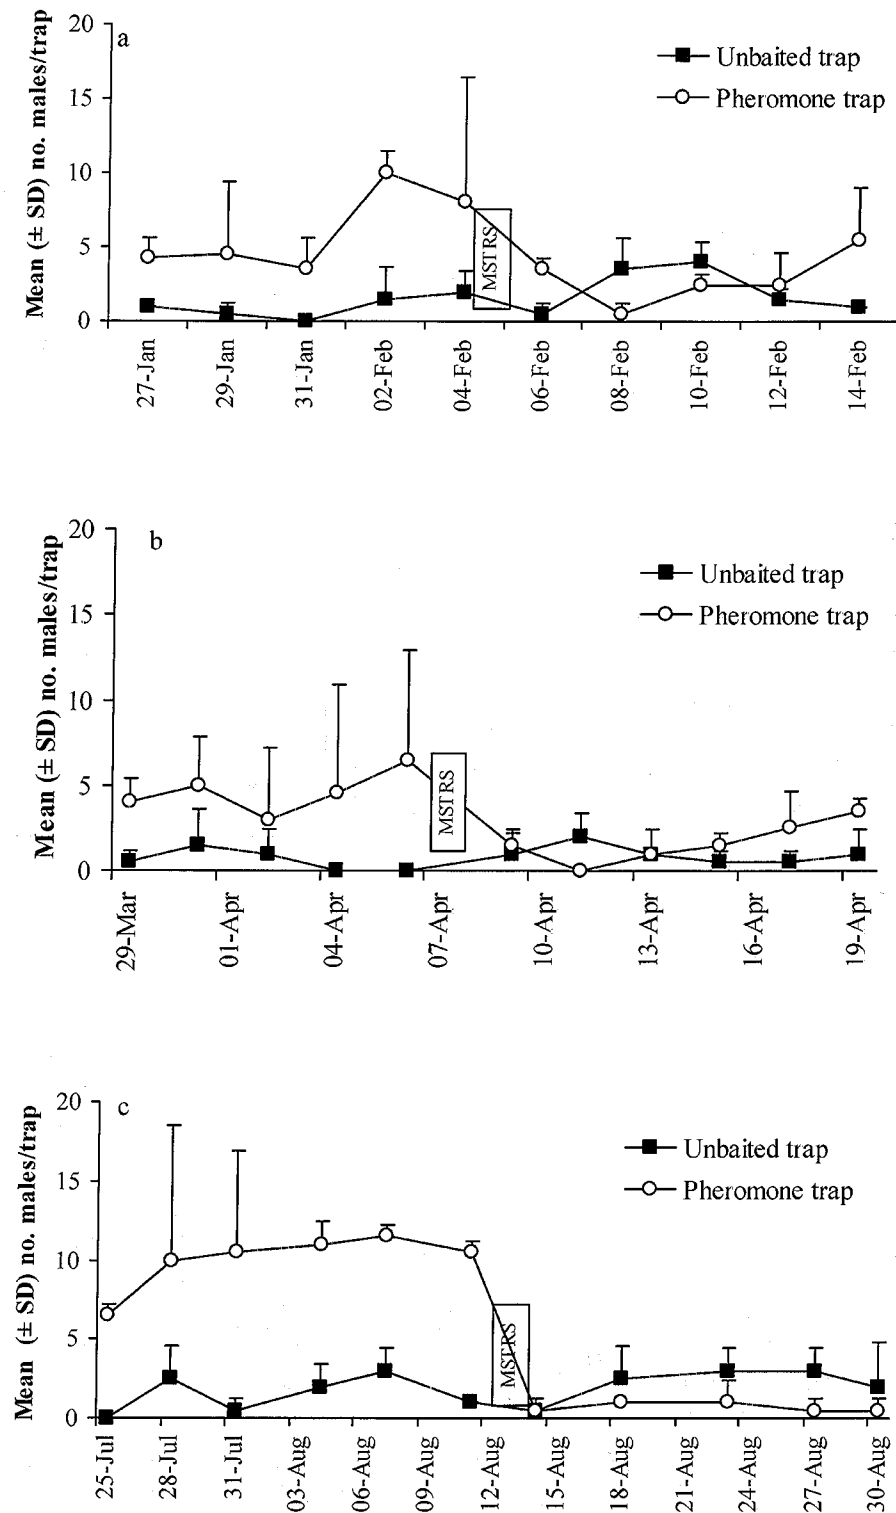 20
15
10
5
0
Mean (± SD) no. males/trap
a
Unbaited trap
Pheromone trap
MSTRS
27-Jan
29-Jan
31-Jan
02-Feb
04-Feb
06-Feb
08-Feb
10-Feb
12-Feb
14-Feb
20
15
10
5
0
Mean (± SD) no. males/trap
b
Unbaited trap
Pheromone trap
MSTRS
29-Mar
01-Apr
04-Apr
07-Apr
10-Apr
13-Apr
16-Apr
19-Apr
20
15
10
5
0
Mean (± SD) no. males/trap
c
Unbaited trap
Pheromone trap
MSTRS
25-Jul
28-Jul
31-Jul
03-Aug
06-Aug
09-Aug
12-Aug
15-Aug
18-Aug
21-Aug
24-Aug
27-Aug
30-Aug